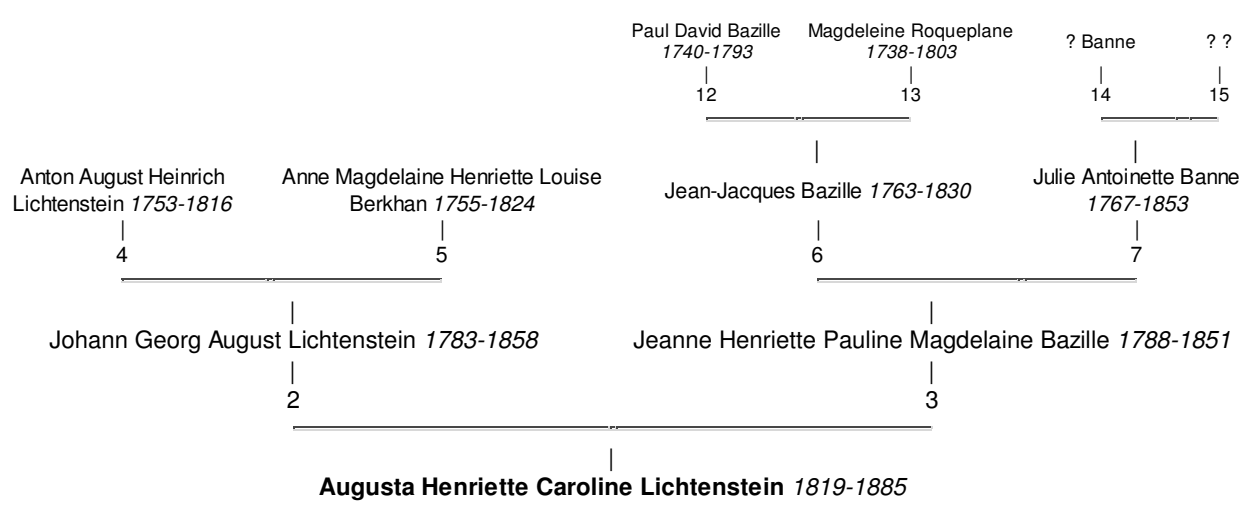 Paul David Bazille
1740-1793
Magdeleine Roqueplane
1738-1803
? Banne
? ?
12
13
14
15
Anton August Heinrich
Lichtenstein 1753-1816
Anne Magdelaine Henriette Louise
Berkhan 1755-1824
Jean-Jacques Bazille 1763-1830
Julie Antoinette Banne
1767-1853
4
5
6
7
Johann Georg August Lichtenstein 1783-1858
Jeanne Henriette Pauline Magdelaine Bazille 1788-1851
2
3
Augusta Henriette Caroline Lichtenstein 1819-1885